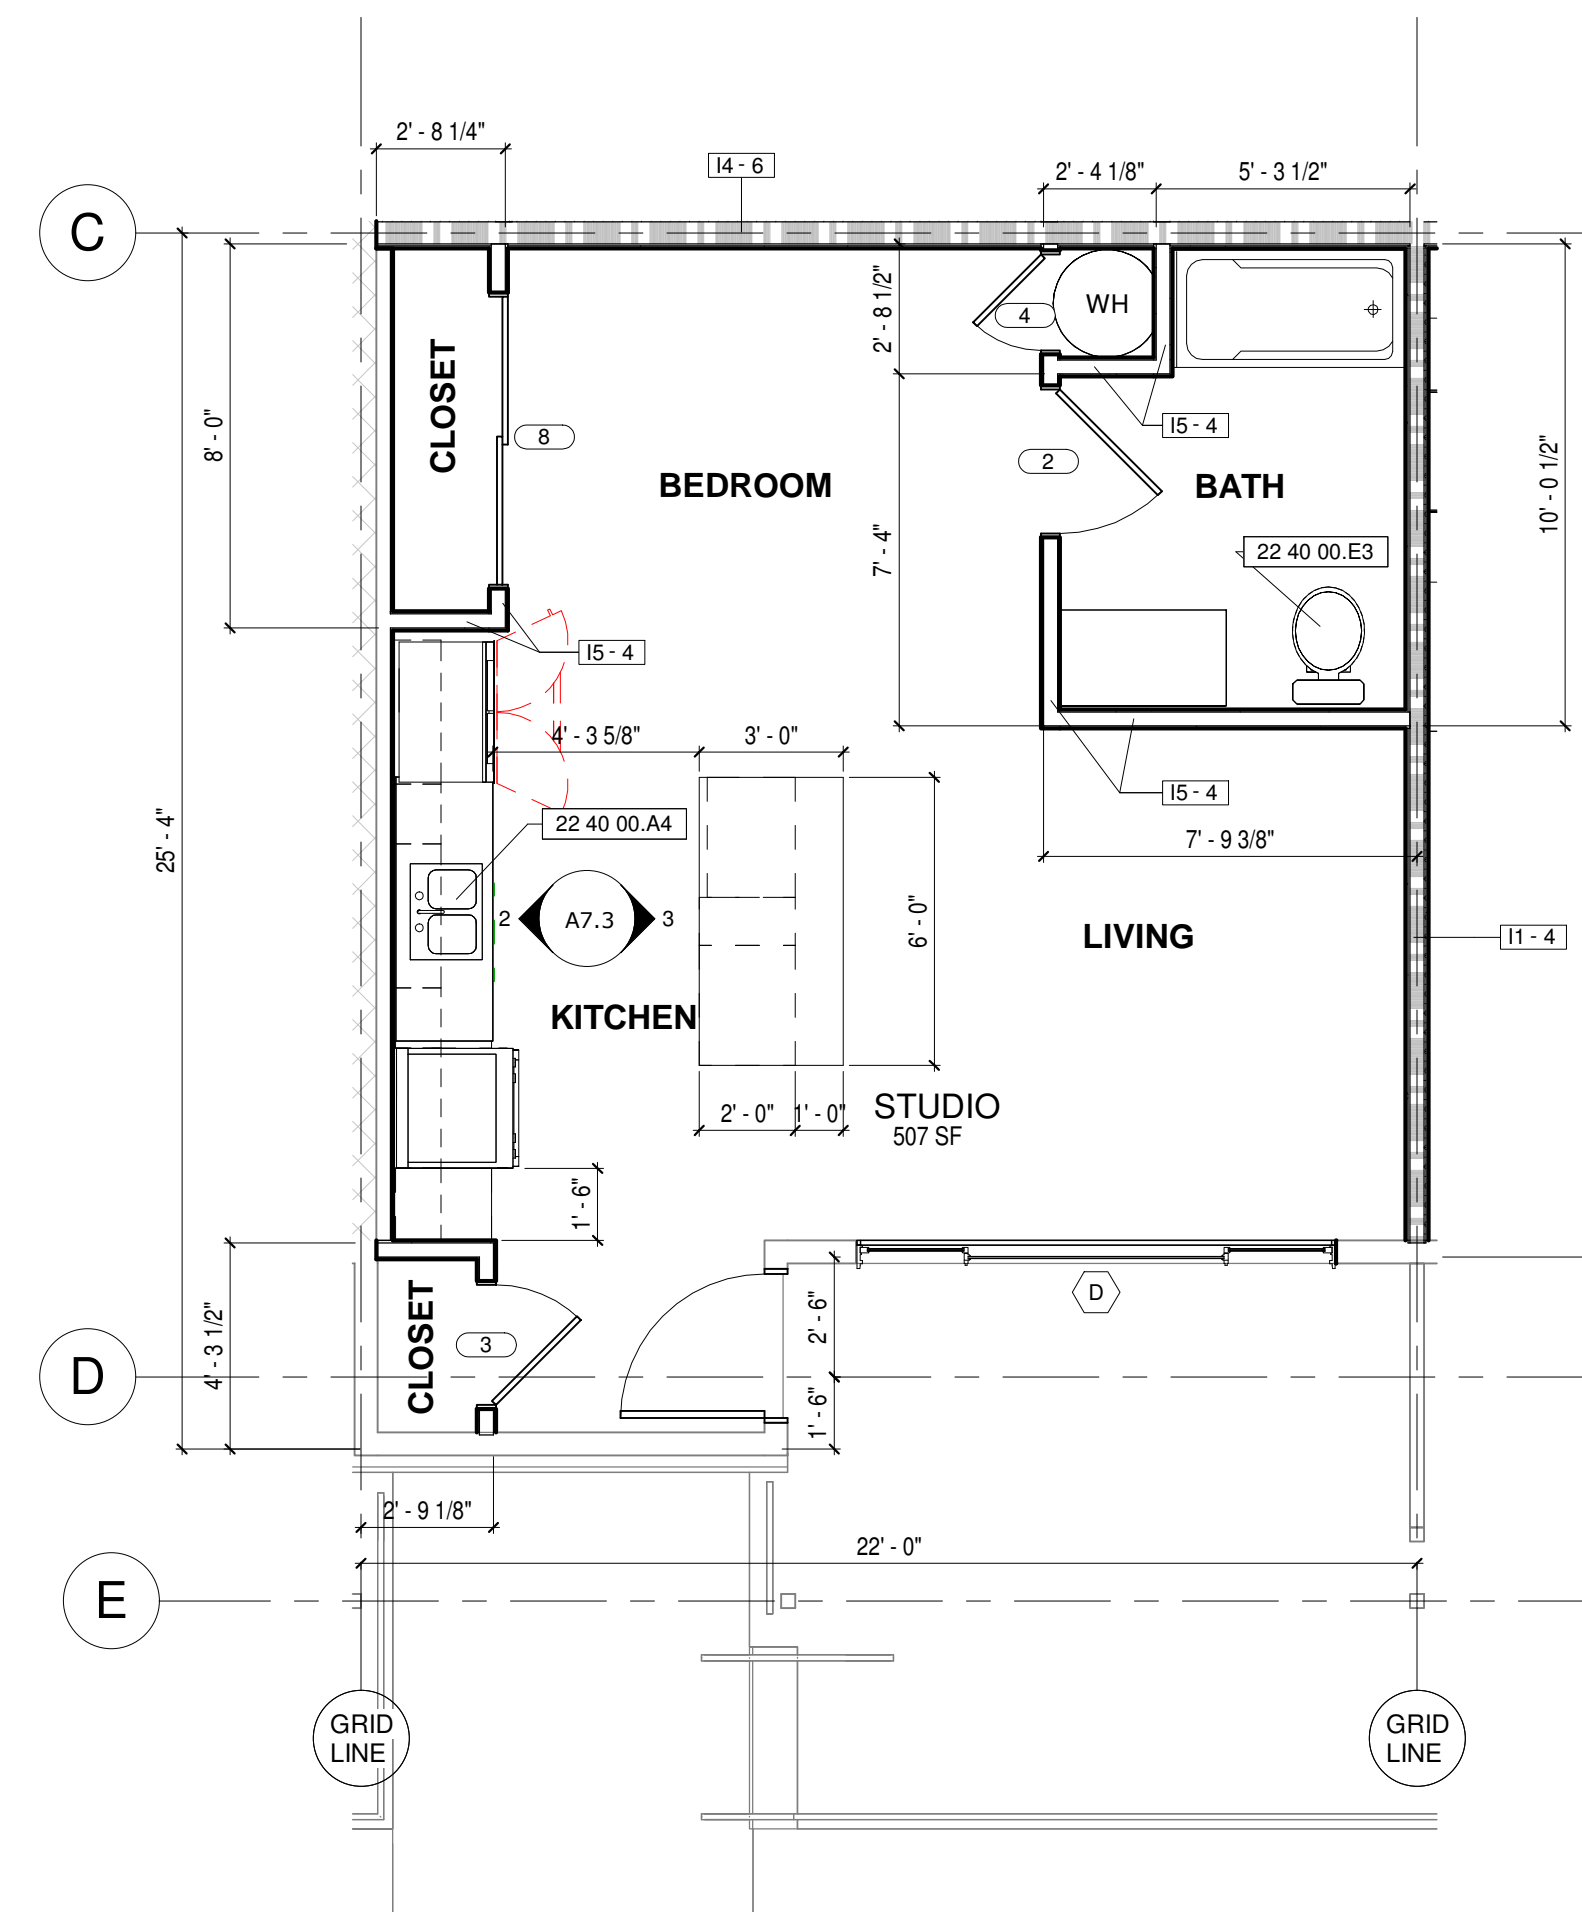 2' - 8 1/4"
I4 - 6
2' - 4 1/8"
5' - 3 1/2"
C
2' - 8 1/2"
4
WH
CLOSET
8' - 0"
8
I5 - 4
2
BEDROOM
BATH
10' - 0 1/2"
7' - 4"
22 40 00.E3
I5 - 4
4' - 3 5/8"
3' - 0"
I5 - 4
25' - 4"
22 40 00.A4
7' - 9 3/8"
2
A7.3
3
6' - 0"
LIVING
I1 - 4
KITCHEN
2' - 0"
1' - 0"
STUDIO
507 SF
1' - 6"
D
CLOSET
3
4' - 3 1/2"
2' - 6"
D
1' - 6"
2' - 9 1/8"
22' - 0"
E
GRID
LINE
GRID
LINE